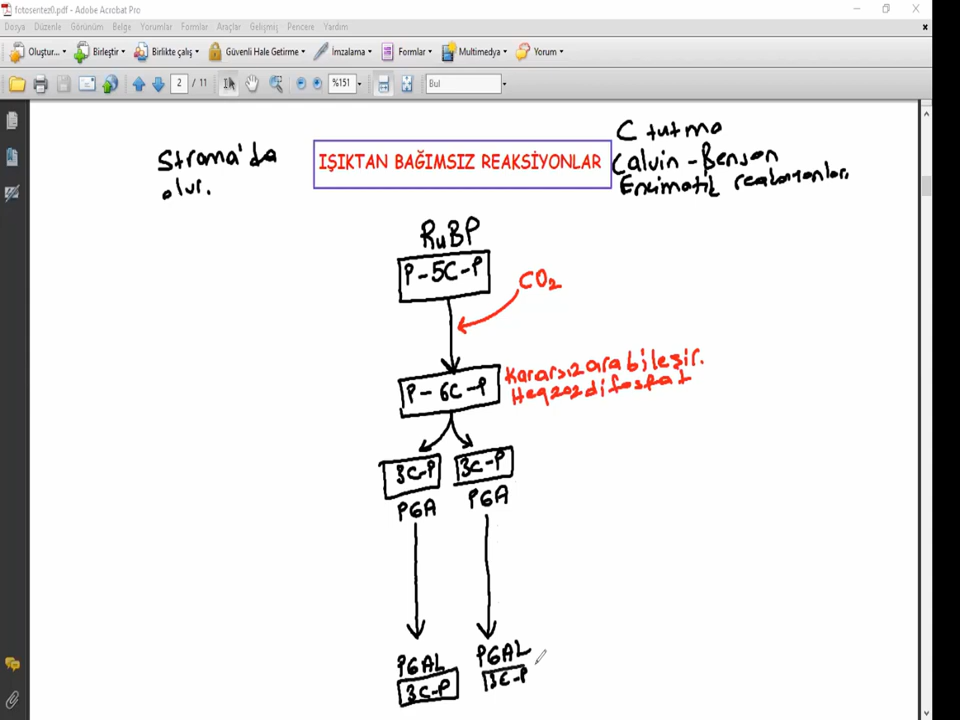 fotosentez0.pdf - Adobe Acrobat Pro
Dosya Düzenle Görünüm Belge Yorumlar Formlar Araçlar Gelişmiş Pencere Yardım
Oluştur... Birleştir Birlikte çalış Güvenli Hale Getirme İmzalama Formlar Multimedya Yorum
2 / 11 %151 Bul
Stroma'da
olur.
IŞIKTAN BAĞIMSIZ REAKSİYONLAR
C tutma
Calvin - Benson
Enzimatik reaksiyonlar.
RuBP
P-5C-P
CO2
P-6C-P
Kararsız ara bileşir.
Hegzozdifosfat
3C-P 3C-P
PGA PGA
PGAL PGAL
3C-P 3C-P